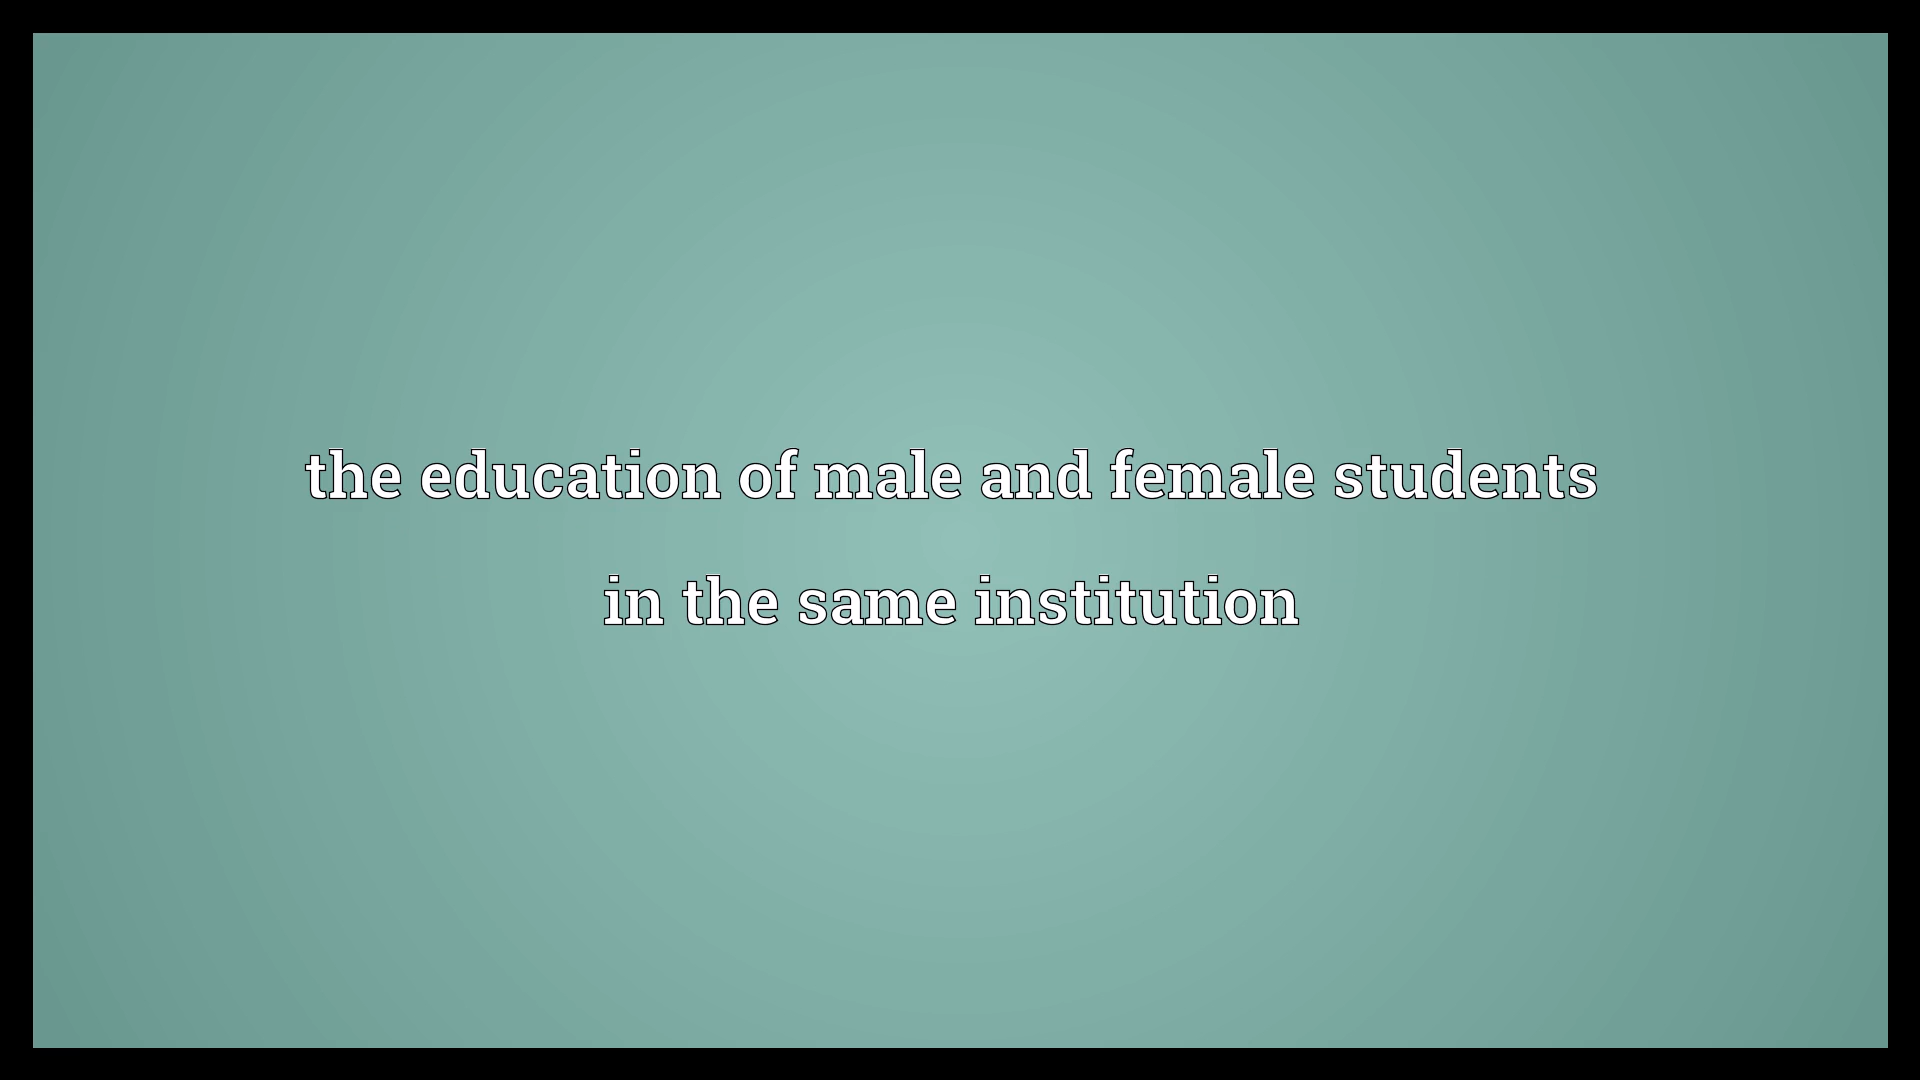 the education of male and female students
in the same institution